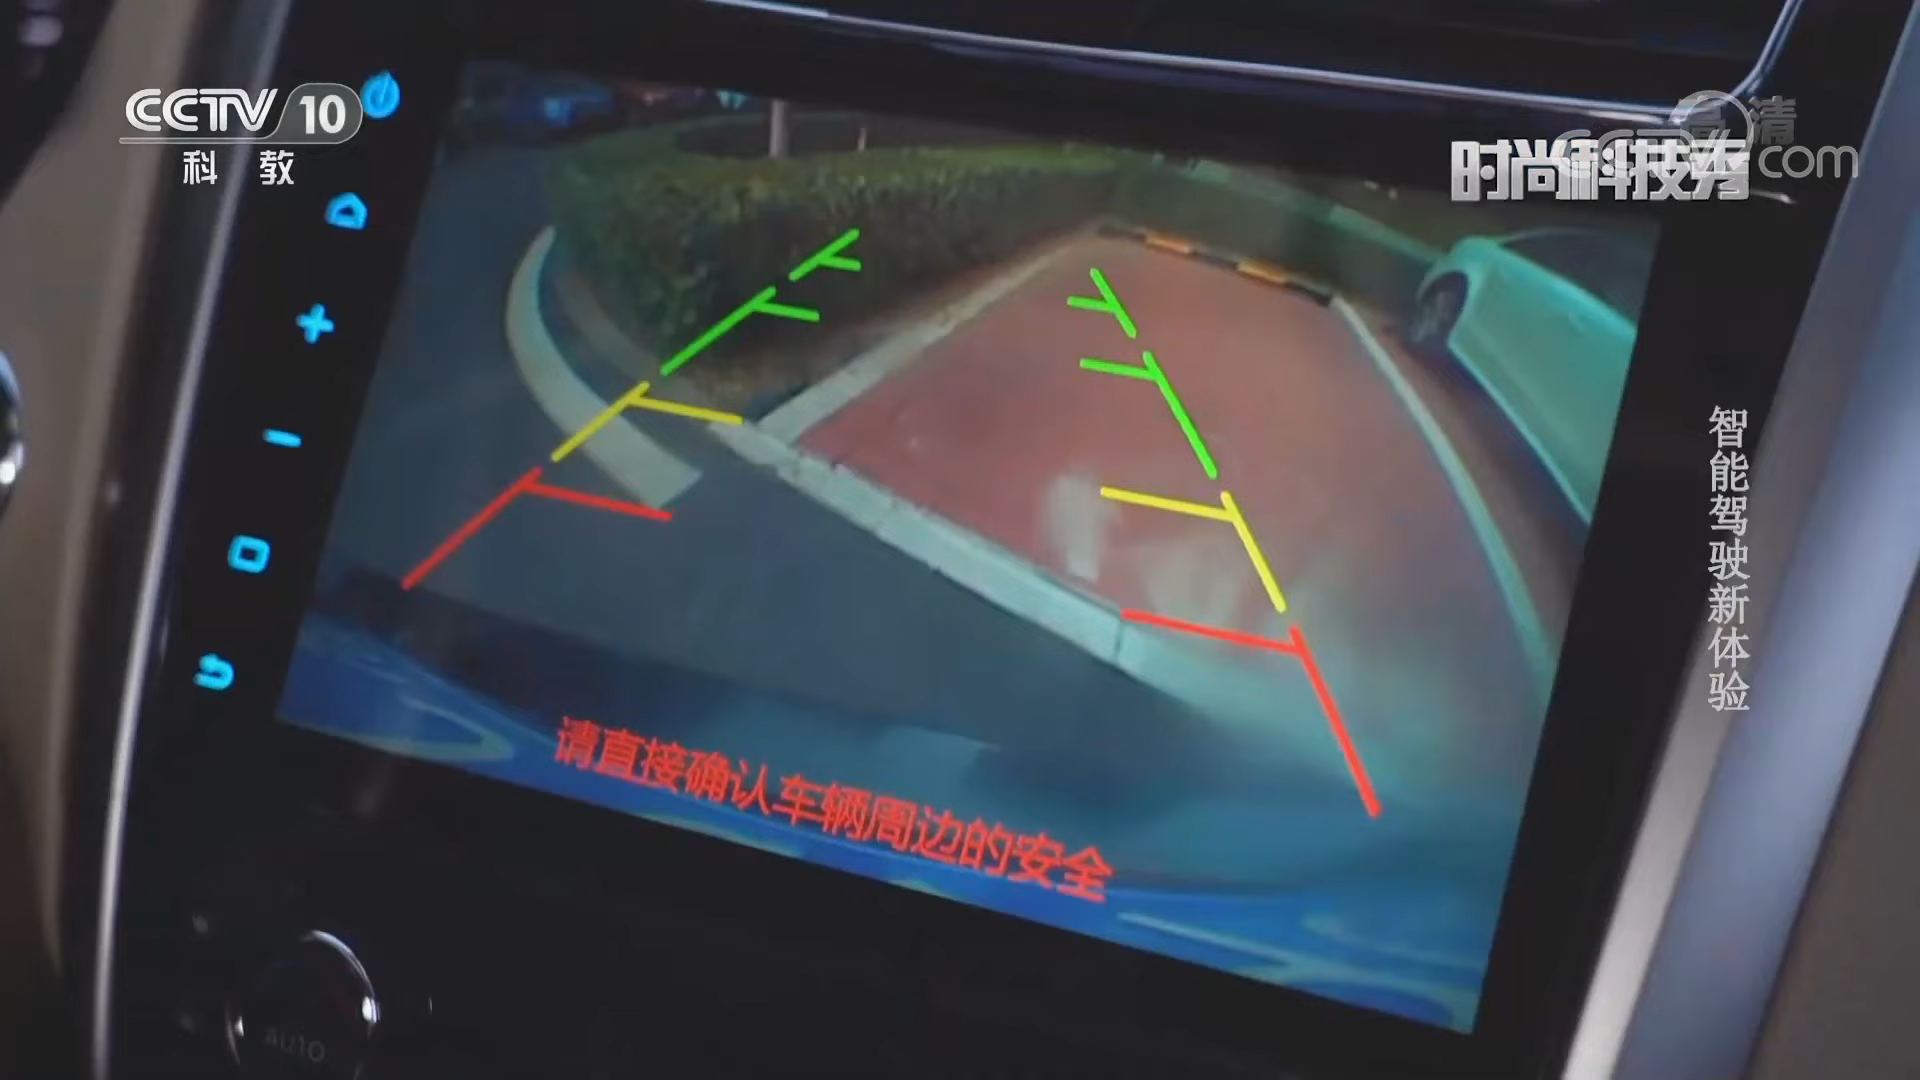 CCTV 10
科 教
高清
时尚科技秀
com
智能驾驶新体验
请直接确认车辆周边的安全
AUTO